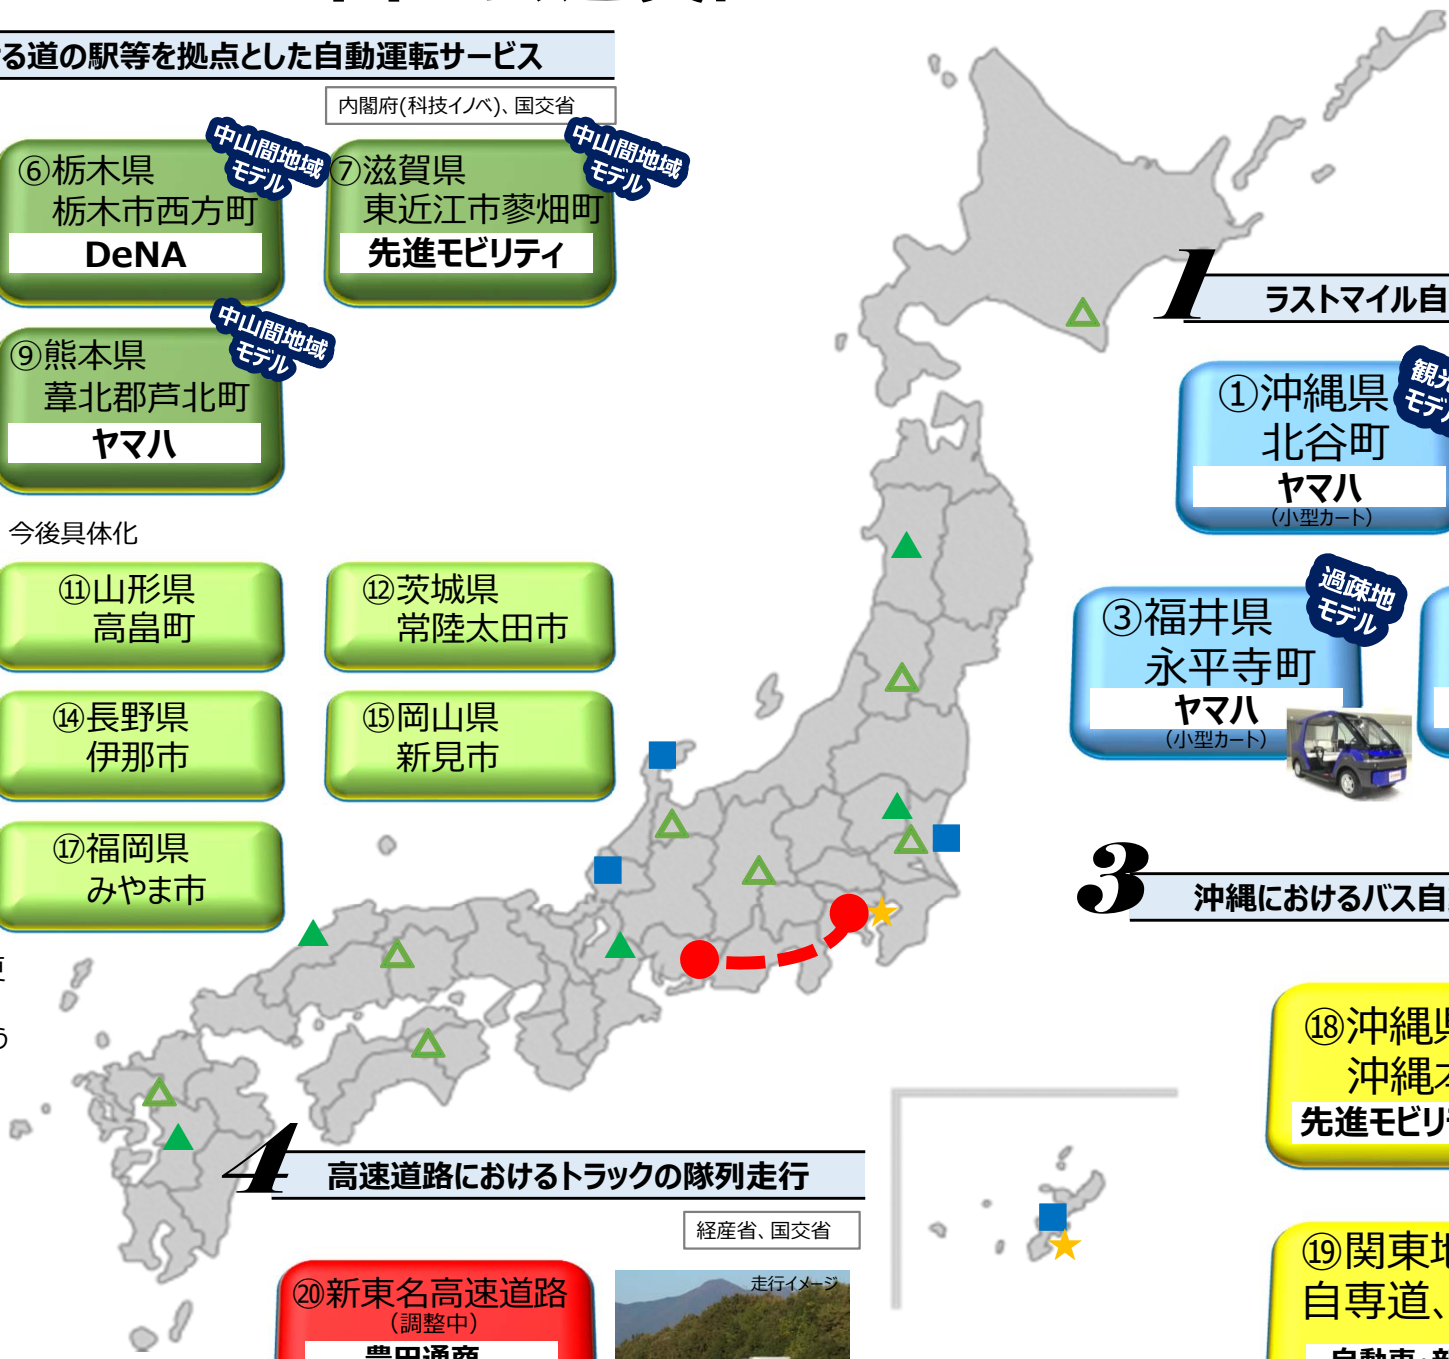 る道の駅等を拠点とした自動運転サービス
内閣府(科技イノベ)、国交省
⑥栃木県
栃木市西方町
DeNA
中山間地域
モデル
⑦滋賀県
東近江市蓼畑町
先進モビリティ
中山間地域
モデル
⑨熊本県
葦北郡芦北町
ヤマハ
中山間地域
モデル
今後具体化
⑪山形県
高畠町
⑫茨城県
常陸太田市
⑭長野県
伊那市
⑮岡山県
新見市
⑰福岡県
みやま市
1
ラストマイル自
①沖縄県
北谷町
ヤマハ
(小型カート)
観光
モデル
③福井県
永平寺町
ヤマハ
(小型カート)
過疎地
モデル
3
沖縄におけるバス自
⑱沖縄県
沖縄本
先進モビリテ
⑲関東地
自専道、
4
高速道路におけるトラックの隊列走行
経産省、国交省
⑳新東名高速道路
(調整中)
豊田通商
走行イメージ